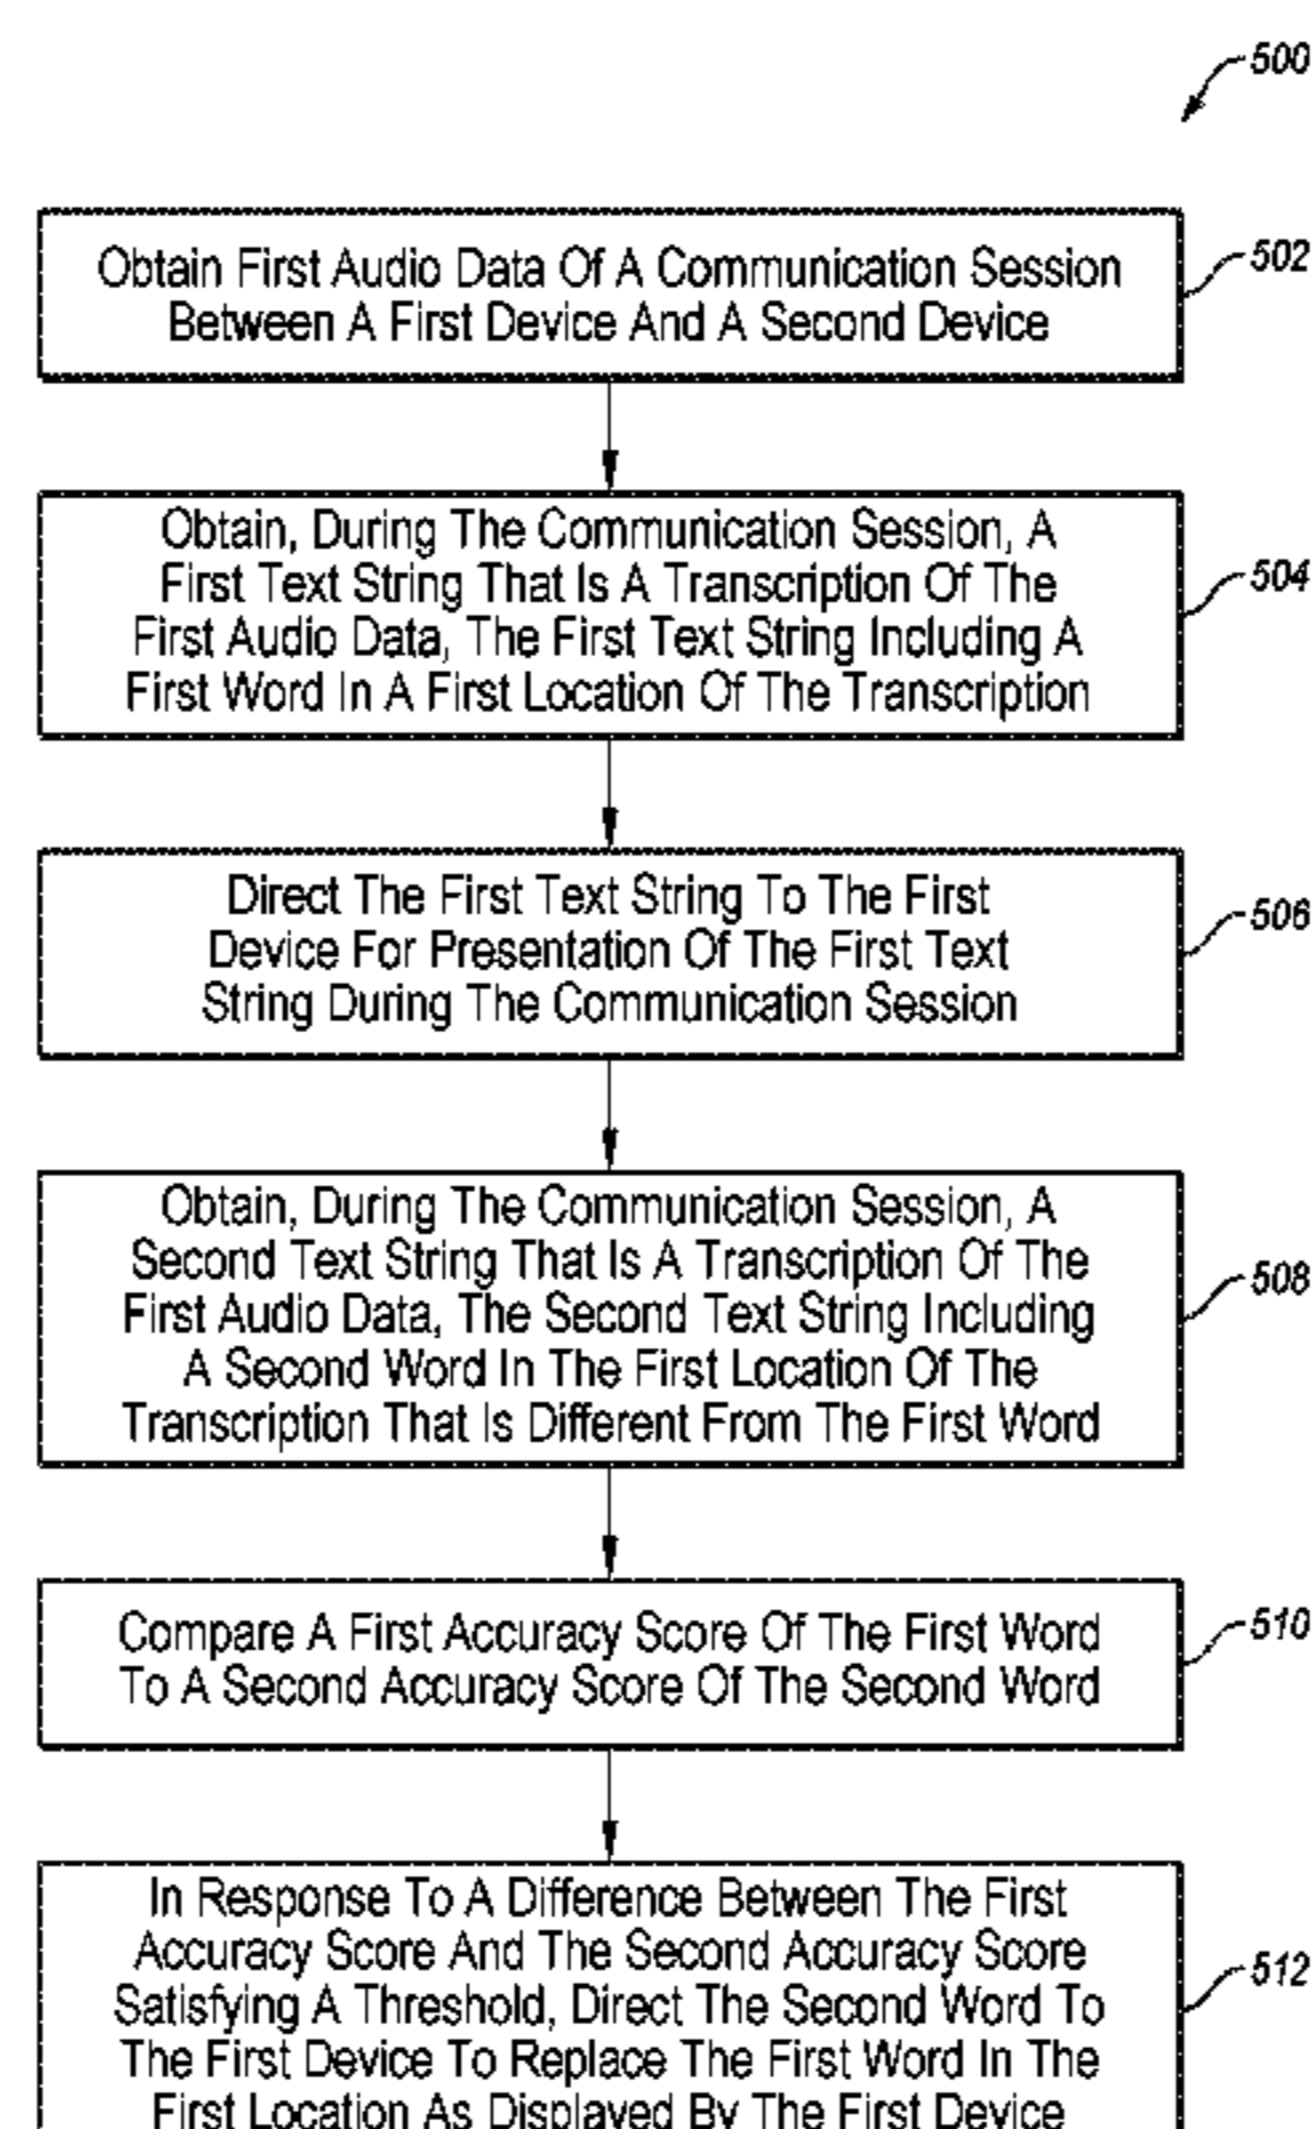 500
Obtain First Audio Data Of A Communication Session
Between A First Device And A Second Device
502
Obtain, During The Communication Session, A
First Text String That Is A Transcription Of The
First Audio Data, The First Text String Including A
First Word In A First Location Of The Transcription
504
Direct The First Text String To The First
Device For Presentation Of The First Text
String During The Communication Session
506
Obtain, During The Communication Session, A
Second Text String That Is A Transcription Of The
First Audio Data, The Second Text String Including
A Second Word In The First Location Of The
Transcription That Is Different From The First Word
508
Compare A First Accuracy Score Of The First Word
To A Second Accuracy Score Of The Second Word
510
In Response To A Difference Between The First
Accuracy Score And The Second Accuracy Score
Satisfying A Threshold, Direct The Second Word To
The First Device To Replace The First Word In The
First Location As Displayed By The First Device
512